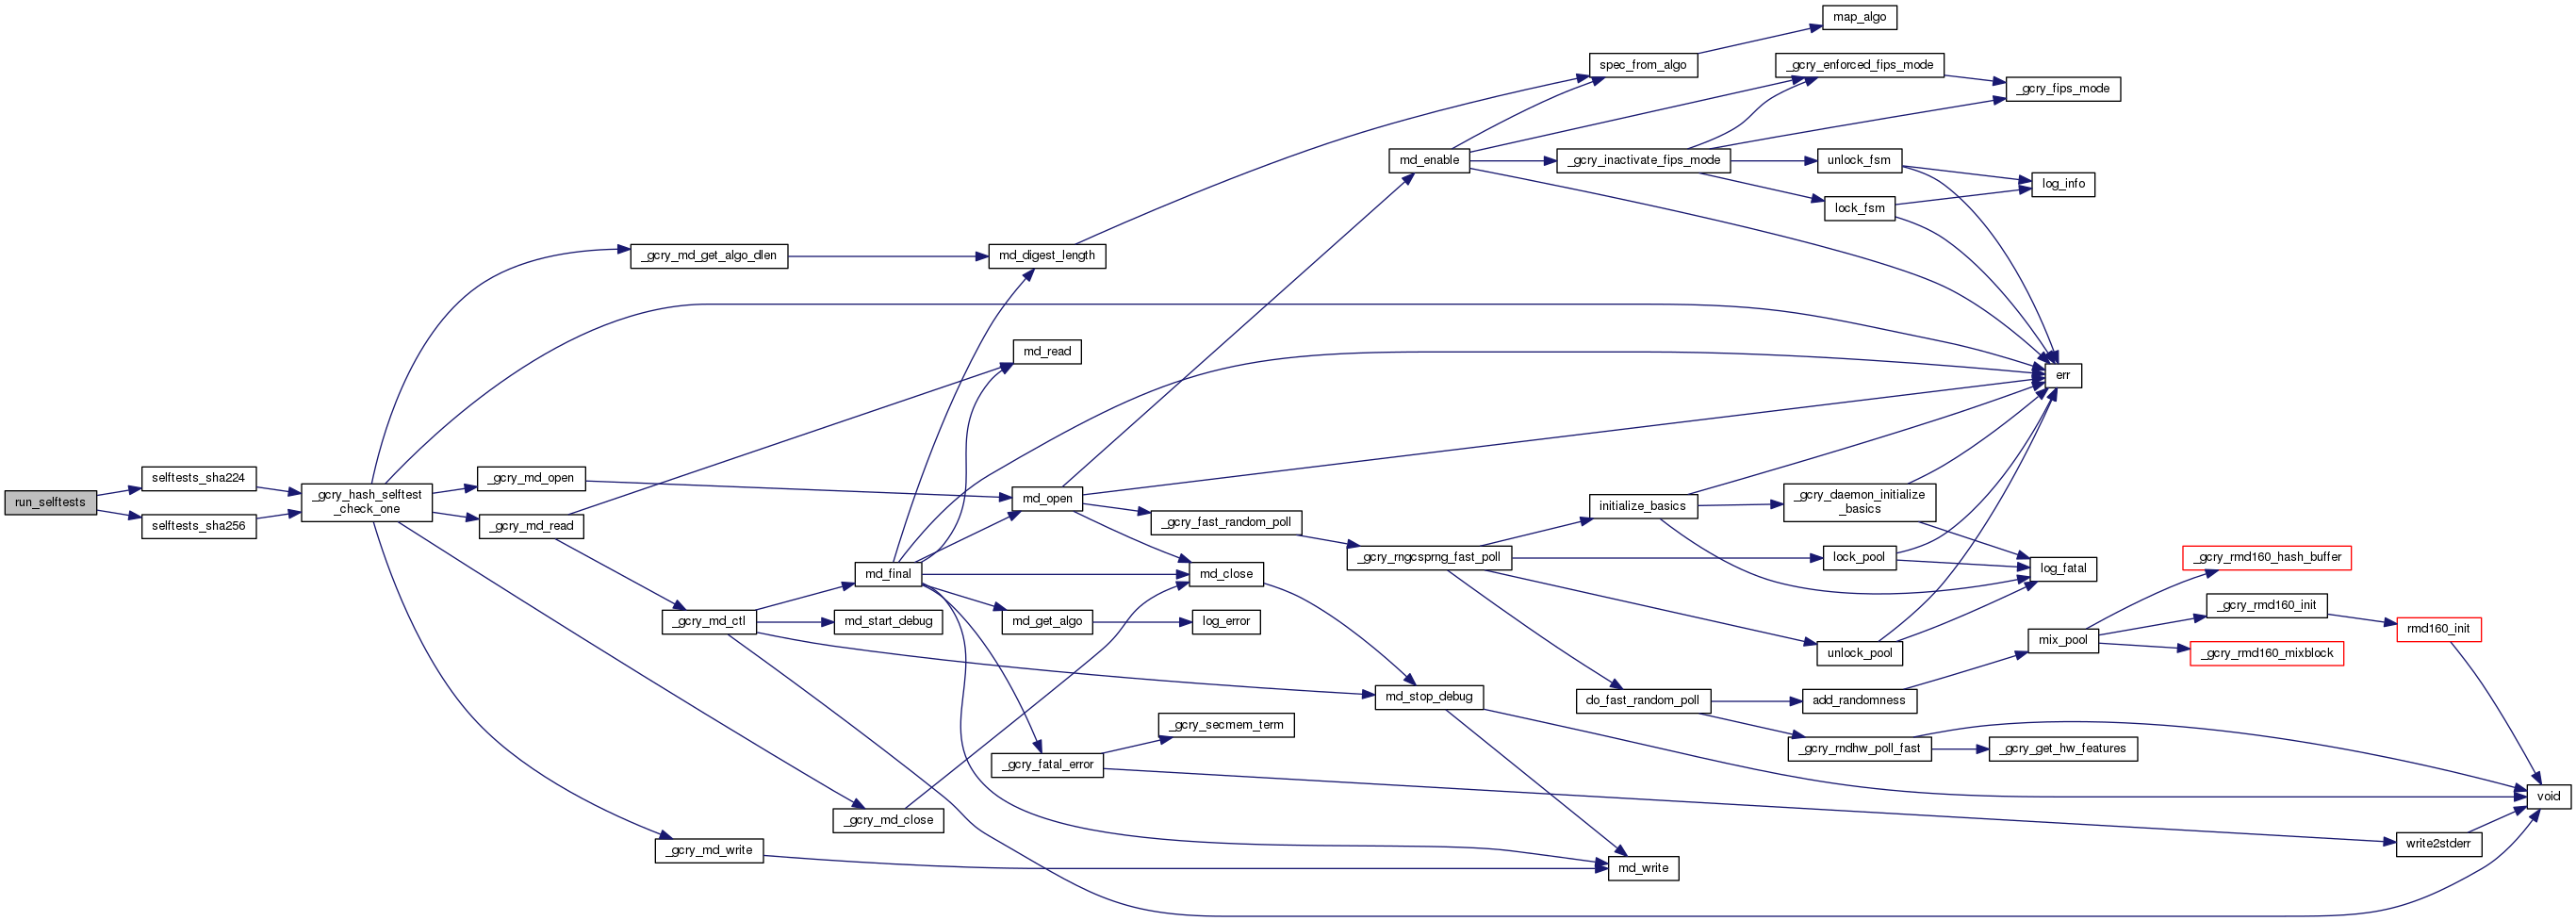 run_selftests
selftests_sha224
selftests_sha256
_gcry_hash_selftest
_check_one
_gcry_md_get_algo_dlen
_gcry_md_open
_gcry_md_read
_gcry_md_ctl
_gcry_md_close
_gcry_md_write
md_final
md_start_debug
md_digest_length
md_read
md_open
md_get_algo
_gcry_fatal_error
_gcry_fast_random_poll
md_close
log_error
_gcry_secmem_term
md_enable
_gcry_rngcsprng_fast_poll
md_stop_debug
spec_from_algo
_gcry_inactivate_fips_mode
initialize_basics
do_fast_random_poll
md_write
map_algo
_gcry_enforced_fips_mode
unlock_fsm
lock_fsm
_gcry_daemon_initialize
_basics
lock_pool
unlock_pool
add_randomness
_gcry_rndhw_poll_fast
_gcry_fips_mode
log_info
err
log_fatal
mix_pool
_gcry_get_hw_features
_gcry_rmd160_hash_buffer
_gcry_rmd160_init
_gcry_rmd160_mixblock
rmd160_init
write2stderr
void